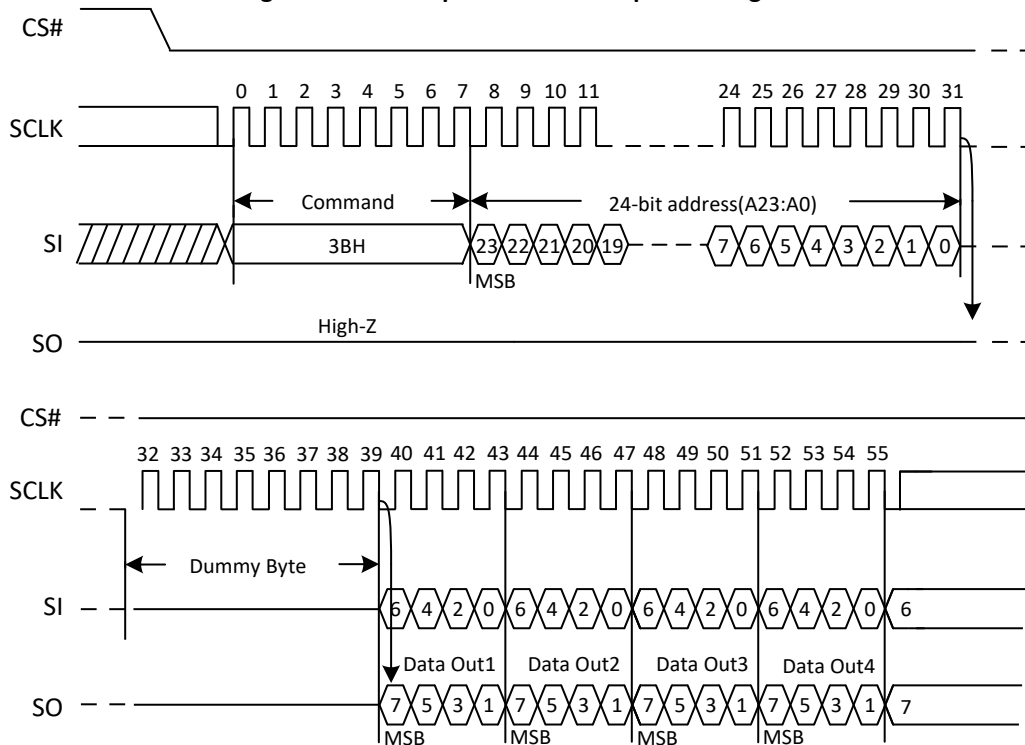 CS#
0 1 2 3 4 5 6 7 8 9 10 11 24 25 26 27 28 29 30 31
SCLK
Command 24-bit address(A23:A0)
SI 3BH 23 22 21 20 19 7 6 5 4 3 2 1 0
MSB
High-Z
SO
CS#
32 33 34 35 36 37 38 39 40 41 42 43 44 45 46 47 48 49 50 51 52 53 54 55
SCLK
Dummy Byte
SI 6 4 2 0 6 4 2 0 6 4 2 0 6 4 2 0 6
Data Out1 Data Out2 Data Out3 Data Out4
SO 7 5 3 1 7 5 3 1 7 5 3 1 7 5 3 1 7
MSB MSB MSB MSB